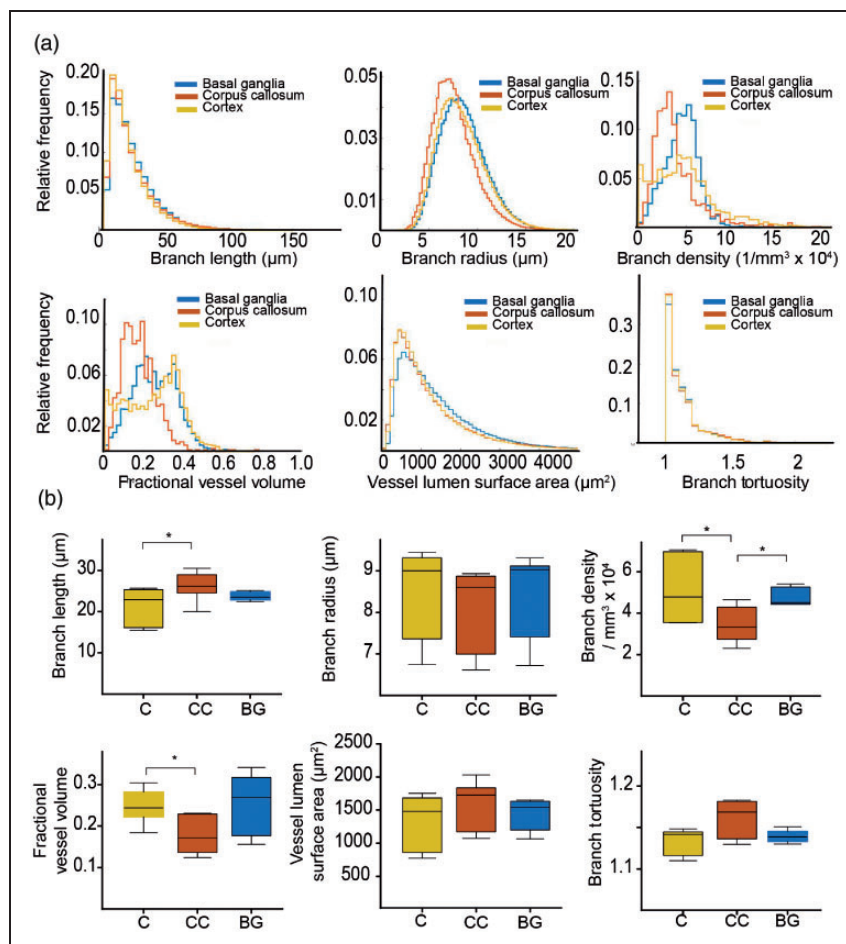 (a)
Relative frequency
0.20
0.15
0.10
0.05
Basal ganglia
Corpus callosum
Cortex
0 50 100 150
Branch length (µm)
0.05
0.04
0.03
0.02
0.01
0
Basal ganglia
Corpus callosum
Cortex
5 10 15 20
Branch radius (µm)
0.15
0.10
0.05
0
Basal ganglia
Corpus callosum
Cortex
0 5 10 15 20
Branch density (1/mm³ x 10⁴)
Relative frequency
0.10
0.06
0.02
Basal ganglia
Corpus callosum
Cortex
0 0.2 0.4 0.6 0.8 1.0
Fractional vessel volume
0.10
0.06
0.02
Basal ganglia
Corpus callosum
Cortex
0 1000 2000 3000 4000
Vessel lumen surface area (µm²)
0.3
0.2
0.1
0
Basal ganglia
Corpus callosum
Cortex
1 1.5 2
Branch tortuosity
(b)
Branch length (µm)
30
20
10
*
C CC BG
Branch radius (µm)
9
8
7
C CC BG
Branch density
/ mm³ x 10⁴
6
4
2
*
*
C CC BG
Fractional
vessel volume
0.3
0.2
0.1
*
C CC BG
Vessel lumen
surface area (µm²)
2500
2000
1500
1000
500
C CC BG
Branch tortuosity
1.2
1.1
C CC BG